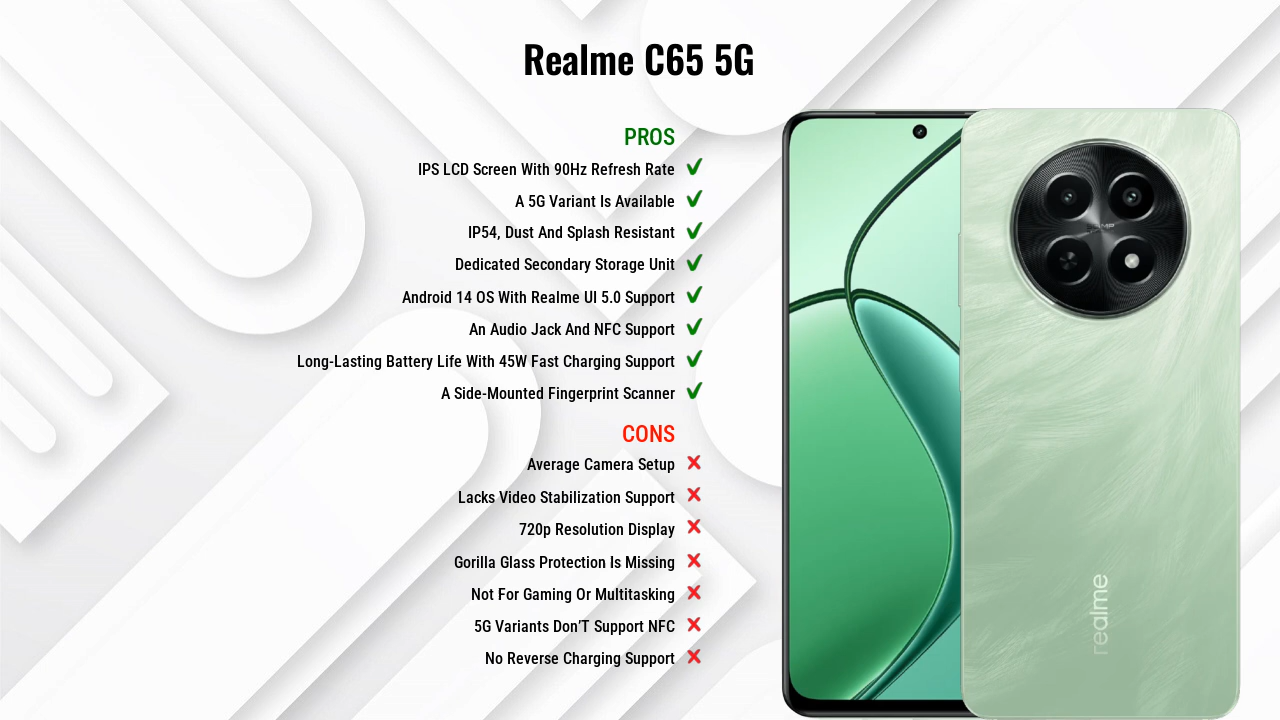 Realme C65 5G
PROS
IPS LCD Screen With 90Hz Refresh Rate
A 5G Variant Is Available
IP54, Dust And Splash Resistant
Dedicated Secondary Storage Unit
Android 14 OS With Realme UI 5.0 Support
An Audio Jack And NFC Support
Long-Lasting Battery Life With 45W Fast Charging Support
A Side-Mounted Fingerprint Scanner
CONS
Average Camera Setup
Lacks Video Stabilization Support
720p Resolution Display
Gorilla Glass Protection Is Missing
Not For Gaming Or Multitasking
5G Variants Don'T Support NFC
No Reverse Charging Support
realme